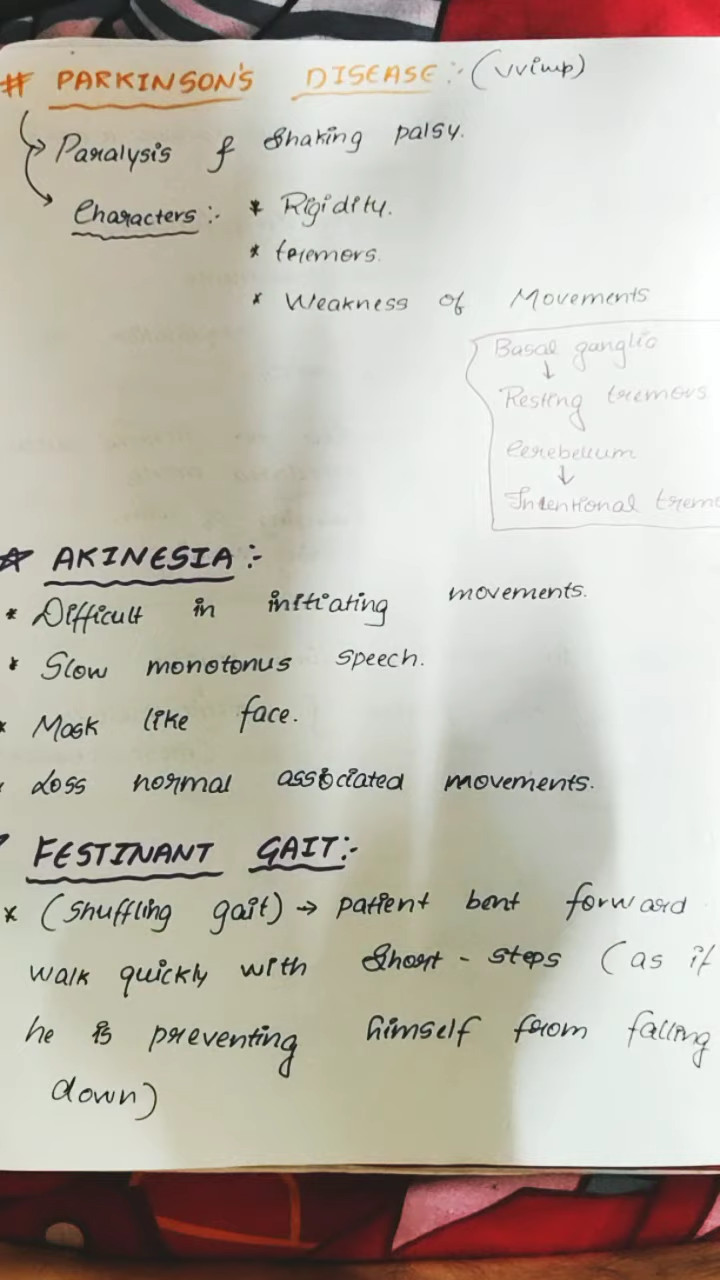 # PARKINSON'S DISEASE :- (vvimp)
Paralysis f Shaking palsy.
Characters :- * Rigidity.
* tremors.
* Weakness of Movements
Basal ganglia
↓
Resting tremors
Cerebellum
↓
Intentional trem
☆ AKINESIA :-
* Difficult in initiating movements.
* Slow monotonus speech.
* Mask like face.
Loss normal associated movements.
FESTINANT GAIT :-
* (Shuffling gait) → patient bent forward
walk quickly with Short - steps (as if
he is preventing himself from falling
down)